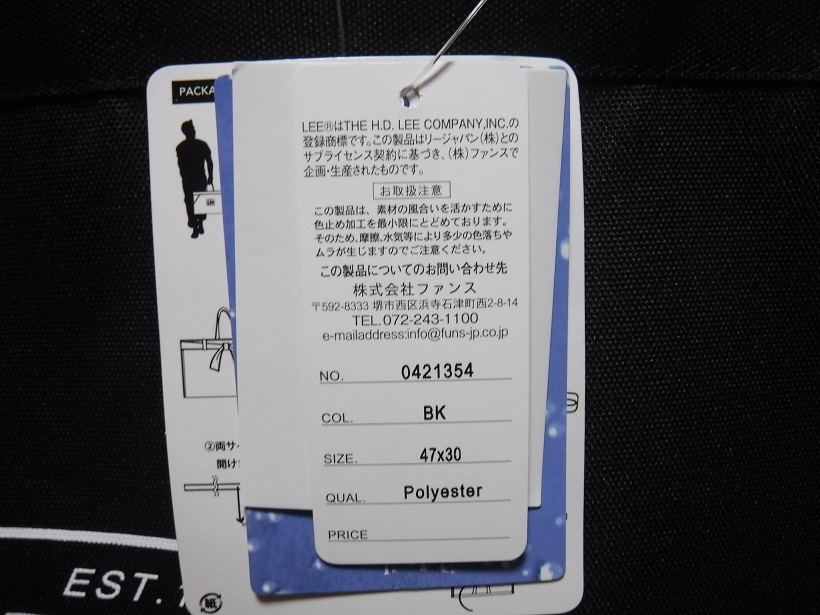 PACKA
LEE®はTHE H.D. LEE COMPANY,INC.の
登録商標です。この製品はリージャパン(株)との
サブライセンス契約に基づき、(株)ファンスで
企画・生産されたものです。
お取扱注意
この製品は、素材の風合いを活かすために
色止め加工を最小限にとどめております。
そのため、摩擦、水気等により多少の色落ちや
ムラが生じますのでご注意ください。
この製品についてのお問い合わせ先
株式会社ファンス
〒592-8333 堺市西区浜寺石津町西2-8-14
TEL.072-243-1100
e-mailaddress:info@funs-jp.co.jp
NO. 0421354
COL. BK
SIZE. 47x30
QUAL. Polyester
PRICE
②両サイ
開け
EST.1
紙